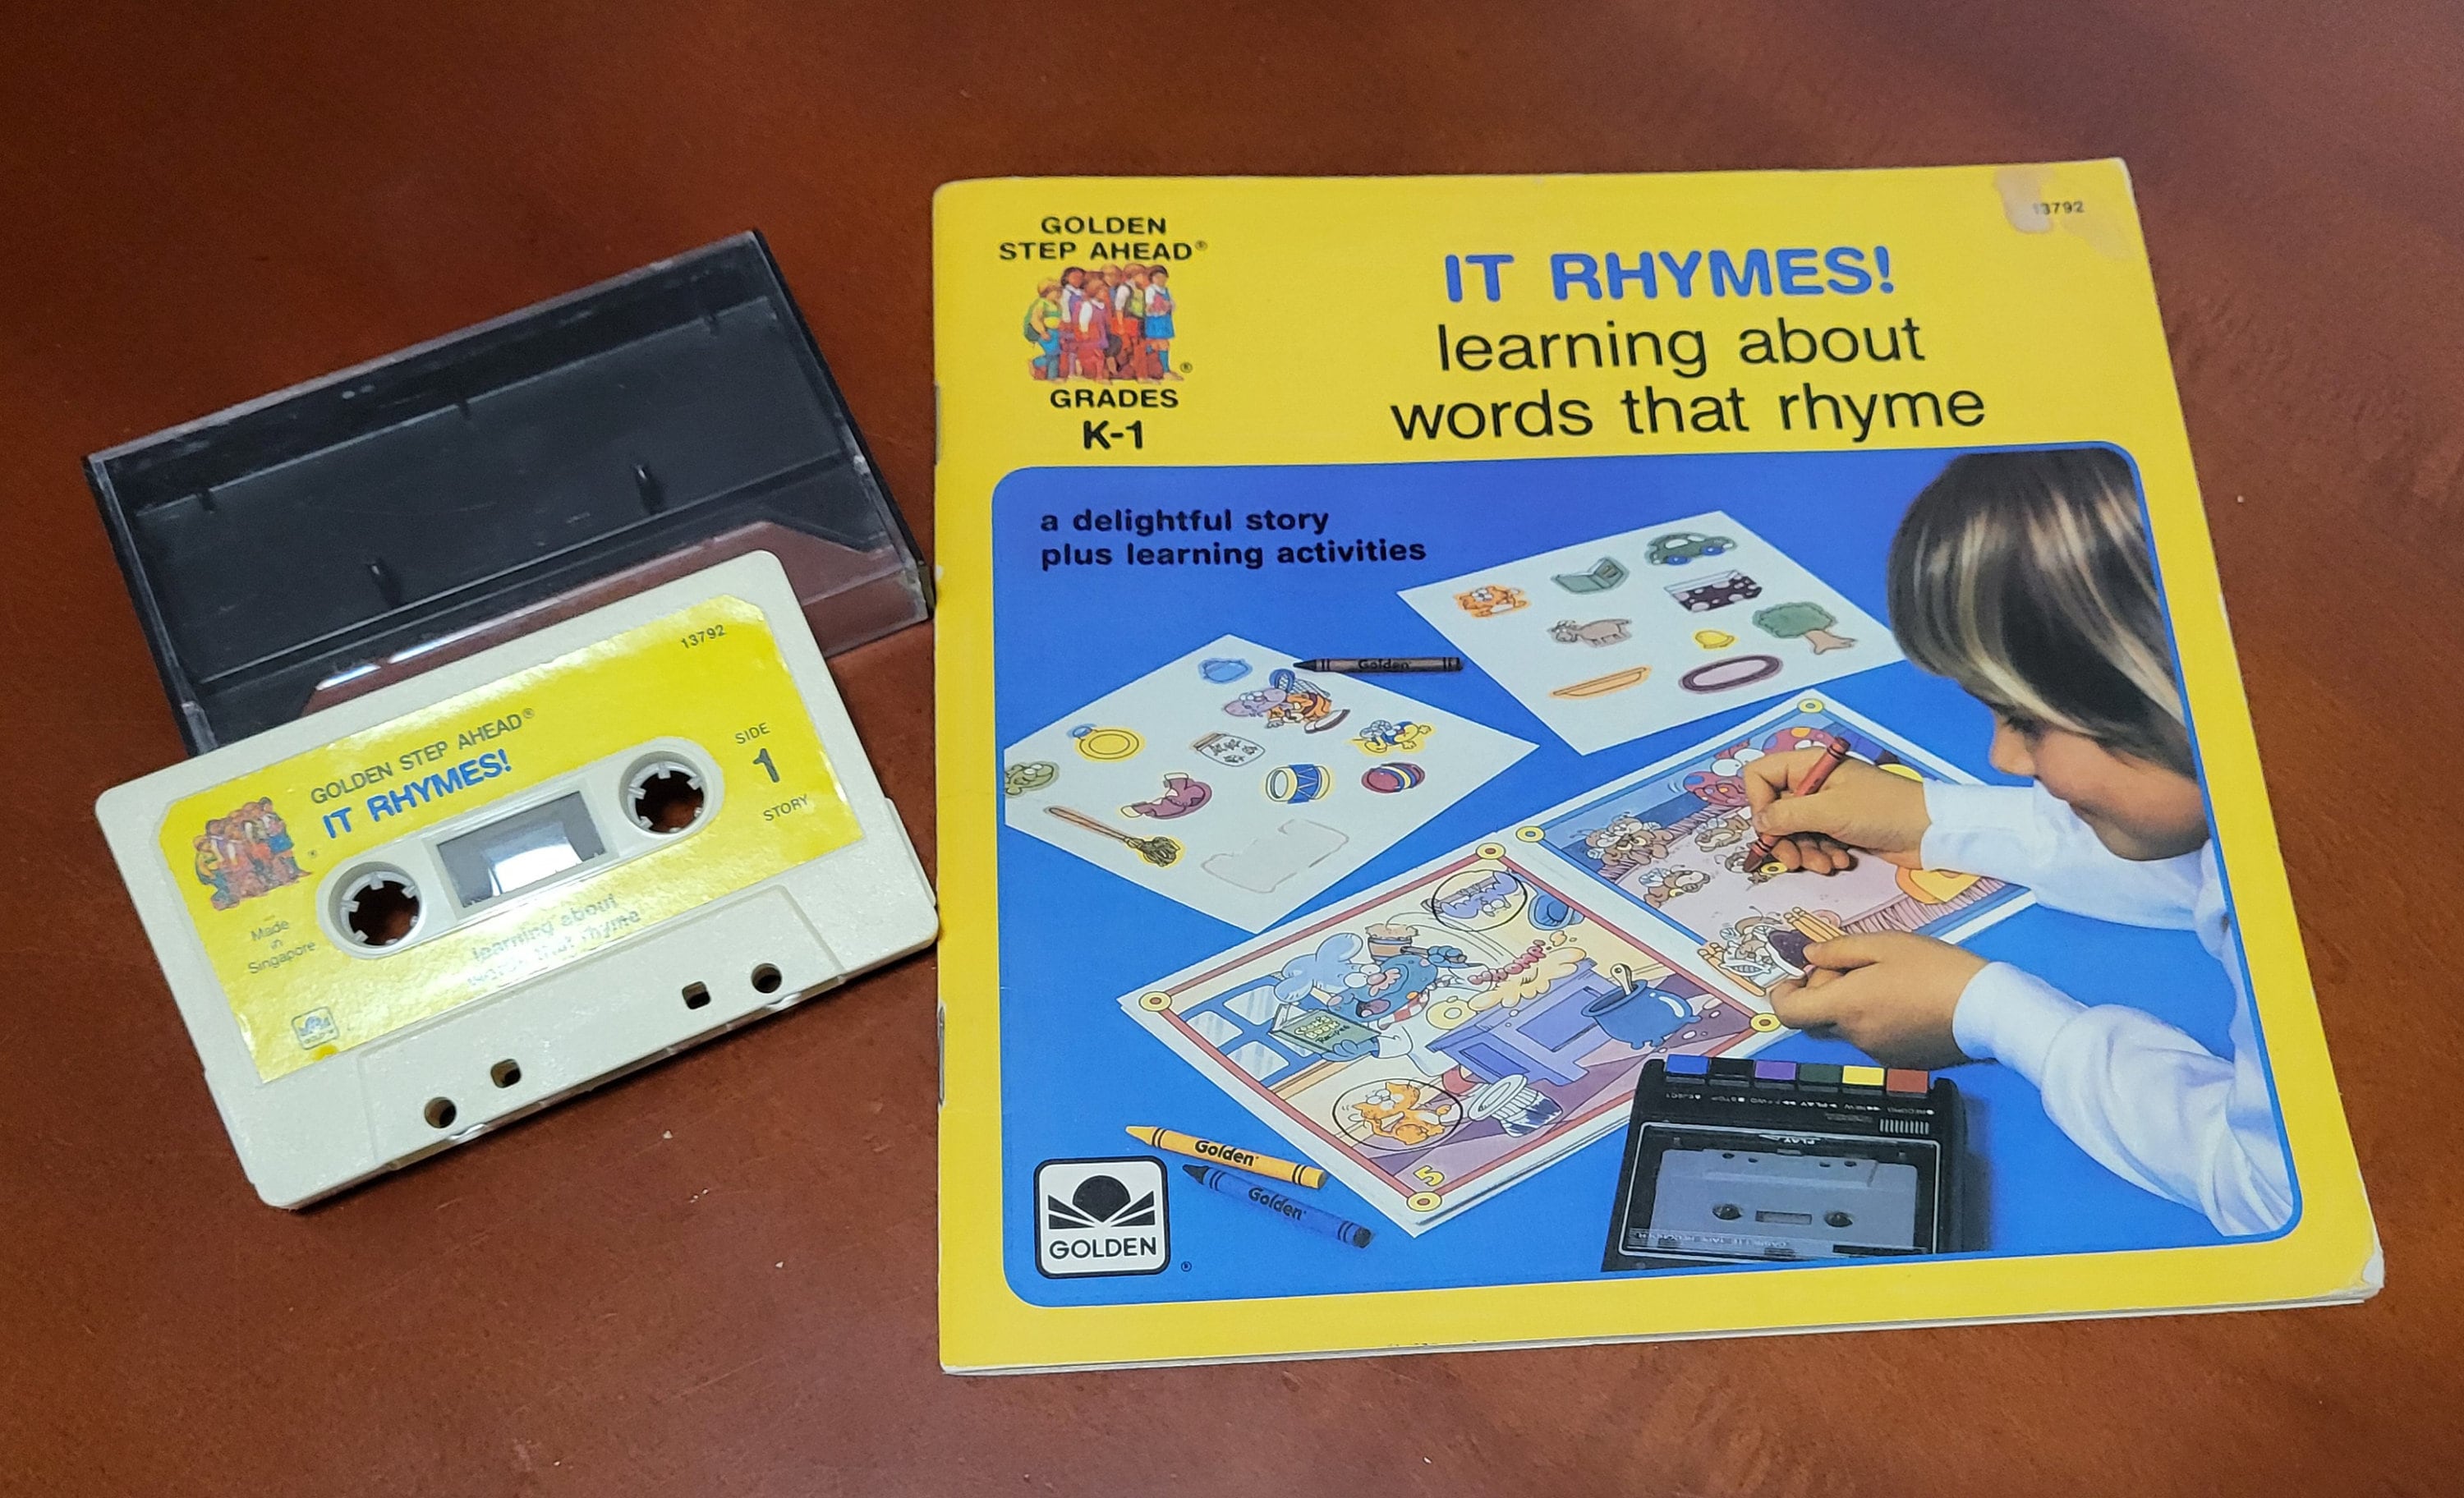 13792
GOLDEN STEP AHEAD®
IT RHYMES!
SIDE
1
STORY
®
Made
in
Singapore
learning about
words that rhyme
GOLDEN
STEP AHEAD®
®
GRADES
K-1
13792
IT RHYMES!
learning about
words that rhyme
a delightful story
plus learning activities
Golden
Golden
Golden
5
PLAY
GOLDEN
®